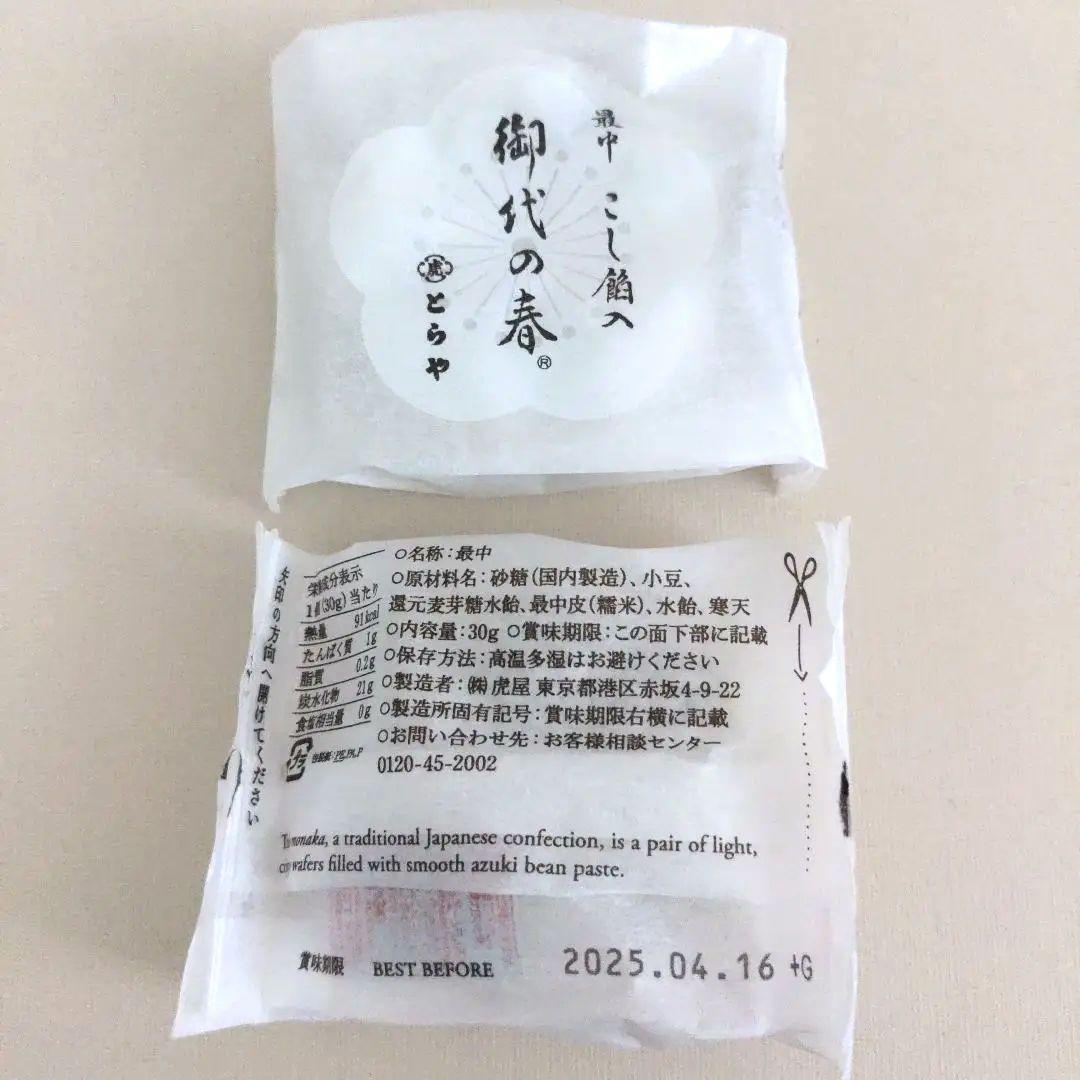 最中 こし餡入
御代の春®
虎 とらや
矢印の方向へ開けてください
栄養成分表示
1個(30g)当たり
熱量 91kcal
たんぱく質 1g
脂質 0.2g
炭水化物 21g
食塩相当量 0g
プラ 包装紙:PE,PA,P
○名称:最中
○原材料名:砂糖(国内製造)、小豆、
還元麦芽糖水飴、最中皮(糯米)、水飴、寒天
○内容量:30g ○賞味期限:この面下部に記載
○保存方法:高温多湿はお避けください
○製造者:㈱虎屋 東京都港区赤坂4-9-22
○製造所固有記号:賞味期限右横に記載
○お問い合わせ先:お客様相談センター
0120-45-2002
monaka, a traditional Japanese confection, is a pair of light,
wafers filled with smooth azuki bean paste.
賞味期限 BEST BEFORE 2025.04.16 +G